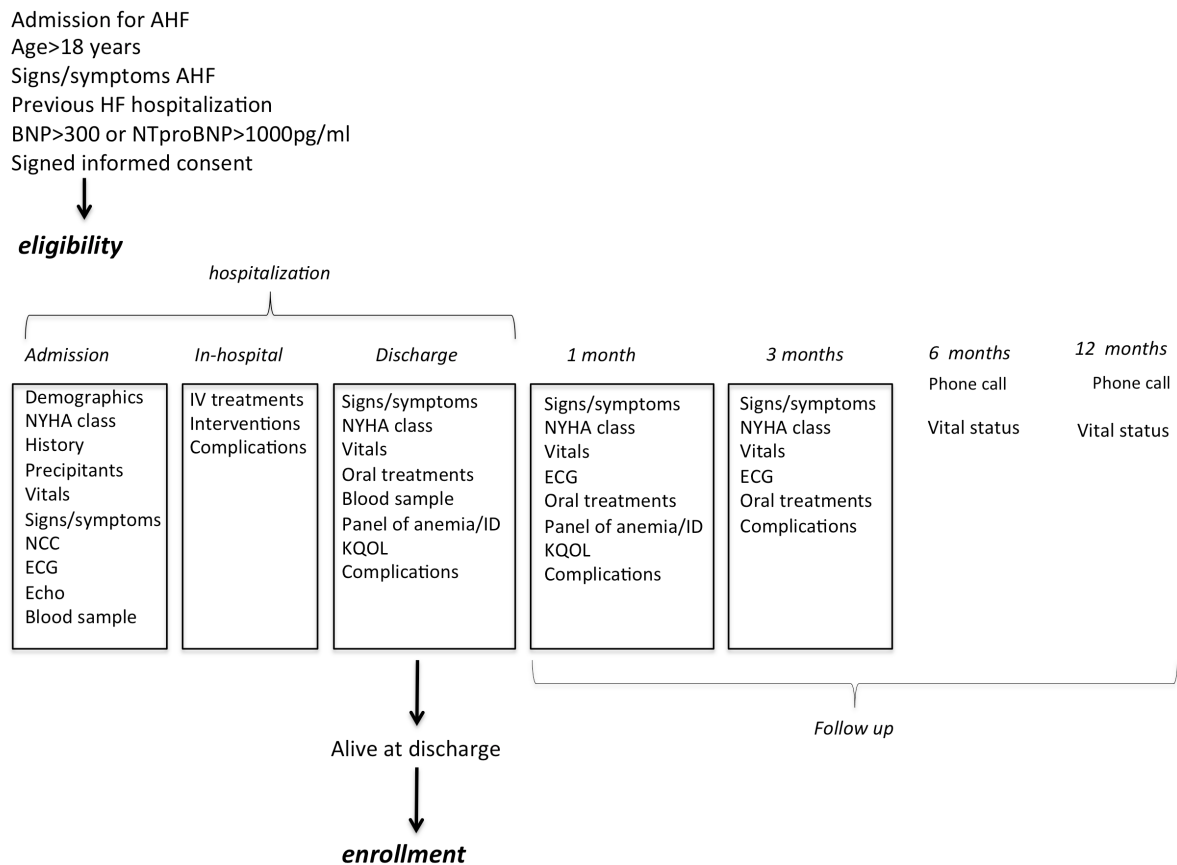 Admission for AHF
Age>18 years
Signs/symptoms AHF
Previous HF hospitalization
BNP>300 or NTproBNP>1000pg/ml
Signed informed consent
eligibility
hospitalization
Admission
Demographics
NYHA class
History
Precipitants
Vitals
Signs/symptoms
NCC
ECG
Echo
Blood sample
In-hospital
IV treatments
Interventions
Complications
Discharge
Signs/symptoms
NYHA class
Vitals
Oral treatments
Blood sample
Panel of anemia/ID
KQOL
Complications
1 month
Signs/symptoms
NYHA class
Vitals
ECG
Oral treatments
Panel of anemia/ID
KQOL
Complications
3 months
Signs/symptoms
NYHA class
Vitals
ECG
Oral treatments
Complications
6 months
Phone call
Vital status
12 months
Phone call
Vital status
Follow up
Alive at discharge
enrollment